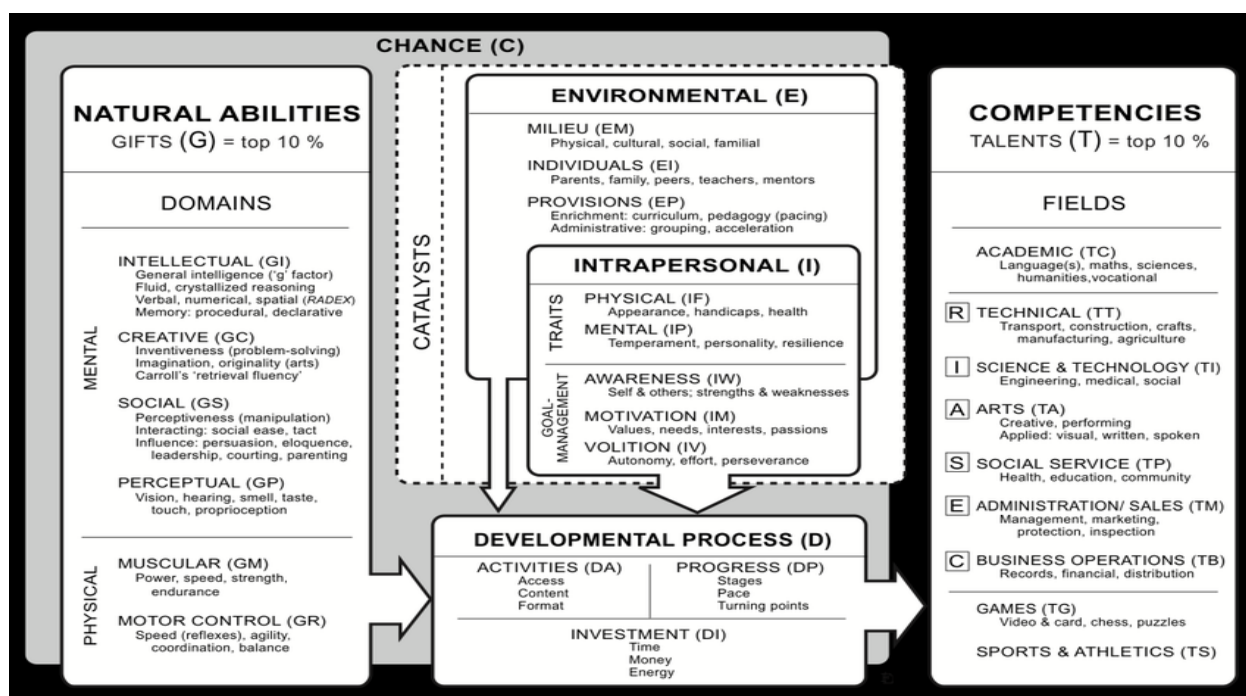 CHANCE (C)
NATURAL ABILITIES
GIFTS (G) = top 10 %
DOMAINS
MENTAL
INTELLECTUAL (GI)
General intelligence (‘g’ factor)
Fluid, crystallized reasoning
Verbal, numerical, spatial (RADEX)
Memory: procedural, declarative
CREATIVE (GC)
Inventiveness (problem-solving)
Imagination, originality (arts)
Carroll’s ‘retrieval fluency’
SOCIAL (GS)
Perceptiveness (manipulation)
Interacting: social ease, tact
Influence: persuasion, eloquence,
leadership, courting, parenting
PERCEPTUAL (GP)
Vision, hearing, smell, taste,
touch, proprioception
PHYSICAL
MUSCULAR (GM)
Power, speed, strength,
endurance
MOTOR CONTROL (GR)
Speed (reflexes), agility,
coordination, balance
CATALYSTS
ENVIRONMENTAL (E)
MILIEU (EM)
Physical, cultural, social, familial
INDIVIDUALS (EI)
Parents, family, peers, teachers, mentors
PROVISIONS (EP)
Enrichment: curriculum, pedagogy (pacing)
Administrative: grouping, acceleration
INTRAPERSONAL (I)
TRAITS
PHYSICAL (IF)
Appearance, handicaps, health
MENTAL (IP)
Temperament, personality, resilience
GOAL-
MANAGEMENT
AWARENESS (IW)
Self & others; strengths & weaknesses
MOTIVATION (IM)
Values, needs, interests, passions
VOLITION (IV)
Autonomy, effort, perseverance
DEVELOPMENTAL PROCESS (D)
ACTIVITIES (DA)
Access
Content
Format
PROGRESS (DP)
Stages
Pace
Turning points
INVESTMENT (DI)
Time
Money
Energy
COMPETENCIES
TALENTS (T) = top 10 %
FIELDS
ACADEMIC (TC)
Language(s), maths, sciences,
humanities,vocational
R TECHNICAL (TT)
Transport, construction, crafts,
manufacturing, agriculture
I SCIENCE & TECHNOLOGY (TI)
Engineering, medical, social
A ARTS (TA)
Creative, performing
Applied: visual, written, spoken
S SOCIAL SERVICE (TP)
Health, education, community
E ADMINISTRATION/ SALES (TM)
Management, marketing,
protection, inspection
C BUSINESS OPERATIONS (TB)
Records, financial, distribution
GAMES (TG)
Video & card, chess, puzzles
SPORTS & ATHLETICS (TS)